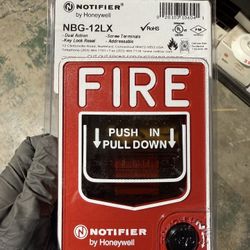 NOTIFIER®
by Honeywell
NBG-12LX
- Dual Action
- Screw Terminals
- Key Lock Reset
- Addressable
RoHS
FIRE
PUSH IN
PULL DOWN
NOTIFIER
by Honeywell